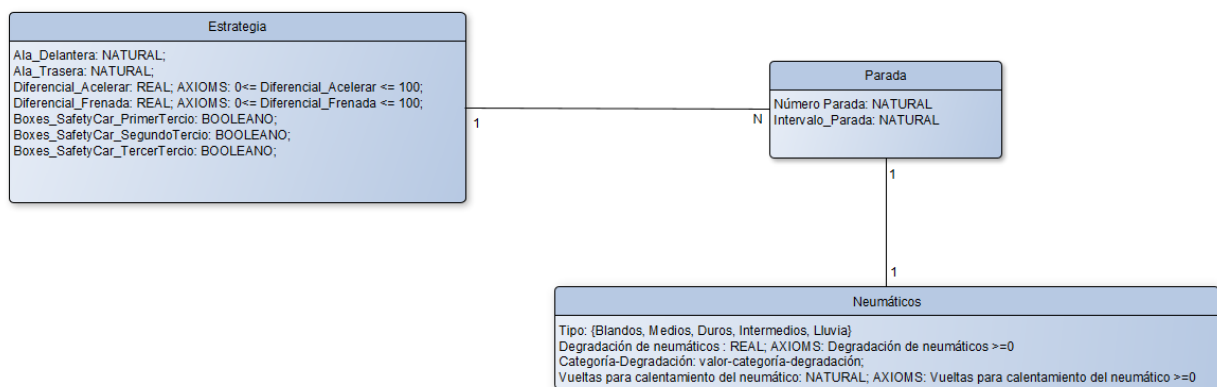 Estrategia
Ala_Delantera: NATURAL;
Ala_Trasera: NATURAL;
Diferencial_Acelerar: REAL; AXIOMS: 0<= Diferencial_Acelerar <= 100;
Diferencial_Frenada: REAL; AXIOMS: 0<= Diferencial_Frenada <= 100;
Boxes_SafetyCar_PrimerTercio: BOOLEANO;
Boxes_SafetyCar_SegundoTercio: BOOLEANO;
Boxes_SafetyCar_TercerTercio: BOOLEANO;
1
N
Parada
Número Parada: NATURAL
Intervalo_Parada: NATURAL
1
1
Neumáticos
Tipo: {Blandos, Medios, Duros, Intermedios, Lluvia}
Degradación de neumáticos : REAL; AXIOMS: Degradación de neumáticos >=0
Categoría-Degradación: valor-categoría-degradación;
Vueltas para calentamiento del neumático: NATURAL; AXIOMS: Vueltas para calentamiento del neumático >=0